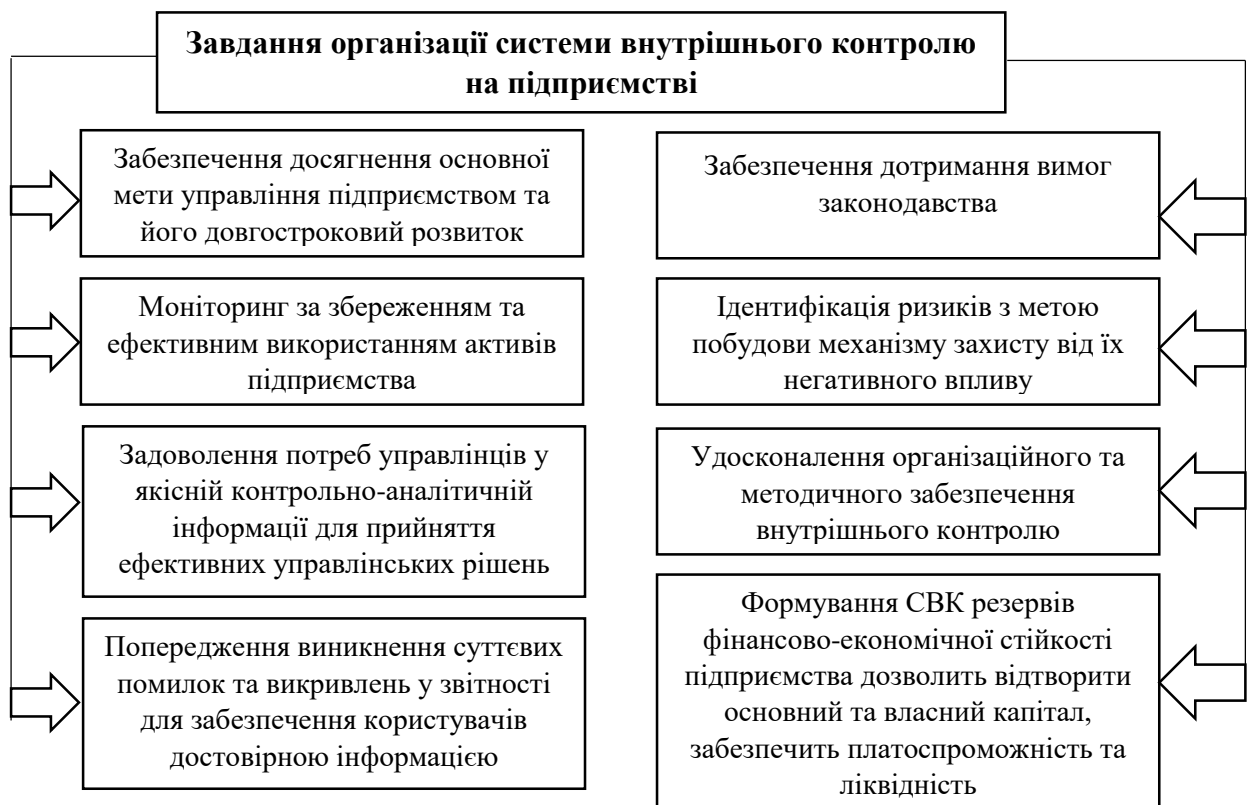 Завдання організації системи внутрішнього контролю
на підприємстві
Забезпечення досягнення основної
мети управління підприємством та
його довгостроковий розвиток
Моніторинг за збереженням та
ефективним використанням активів
підприємства
Задоволення потреб управлінців у
якісній контрольно-аналітичній
інформації для прийняття
ефективних управлінських рішень
Попередження виникнення суттєвих
помилок та викривлень у звітності
для забезпечення користувачів
достовірною інформацією
Забезпечення дотримання вимог
законодавства
Ідентифікація ризиків з метою
побудови механізму захисту від їх
негативного впливу
Удосконалення організаційного та
методичного забезпечення
внутрішнього контролю
Формування СВК резервів
фінансово-економічної стійкості
підприємства дозволить відтворити
основний та власний капітал,
забезпечить платоспроможність та
ліквідність